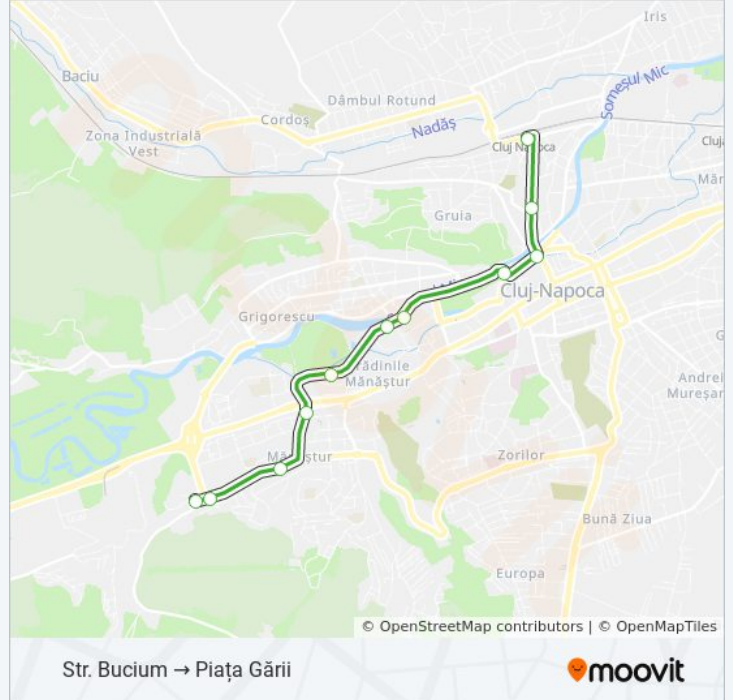 Iris
Baciu
Someșul Mic
Dâmbul Rotund
Cordoș
Nadăș
Zona Industrială
Vest
Cluj Napoca
Cluj
Măr
Gruia
Cluj-Napoca
Grigorescu
Grădinile
Mănăștur
Andrei
Mureșar
Mănăștur
Zorilor
Bună Ziua
Europa
© OpenStreetMap contributors | © OpenMapTiles
Str. Bucium → Piața Gării
moovit